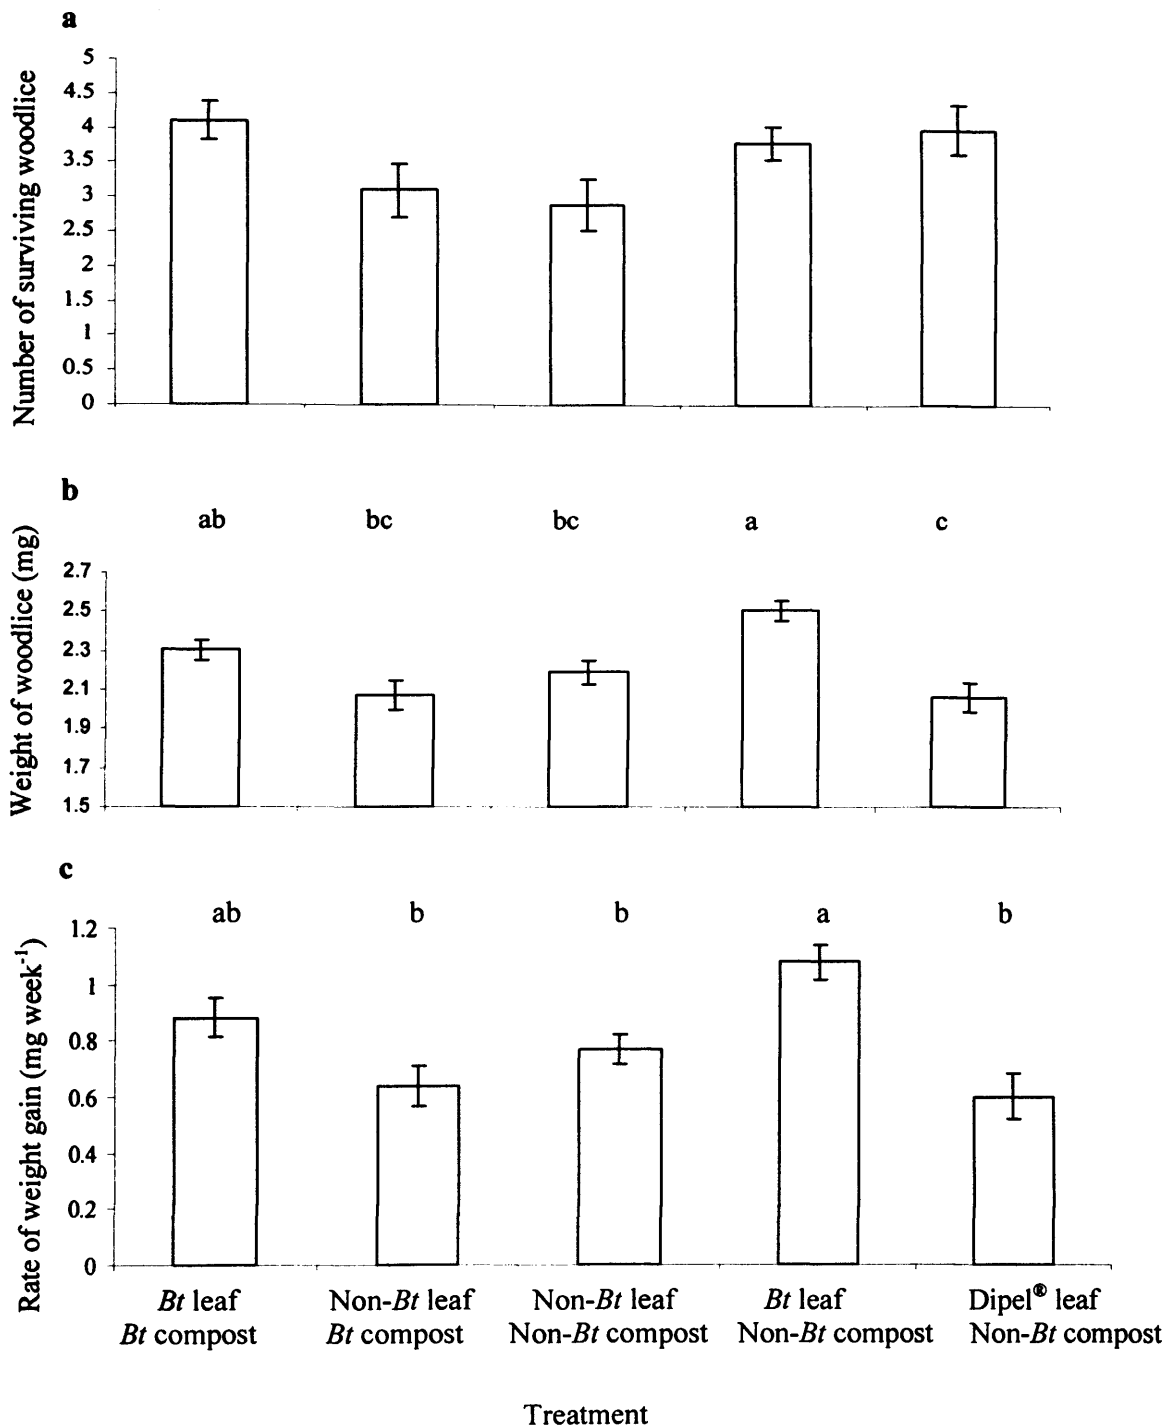 a
Number of surviving woodlice
5
4.5
4
3.5
3
2.5
2
1.5
1
0.5
0
b
ab bc bc a c
Weight of woodlice (mg)
2.7
2.5
2.3
2.1
1.9
1.7
1.5
c
ab b b a b
Rate of weight gain (mg week⁻¹)
1.2
1
0.8
0.6
0.4
0.2
0
Bt leaf Non-Bt leaf Non-Bt leaf Bt leaf Dipel® leaf
Bt compost Bt compost Non-Bt compost Non-Bt compost Non-Bt compost
Treatment